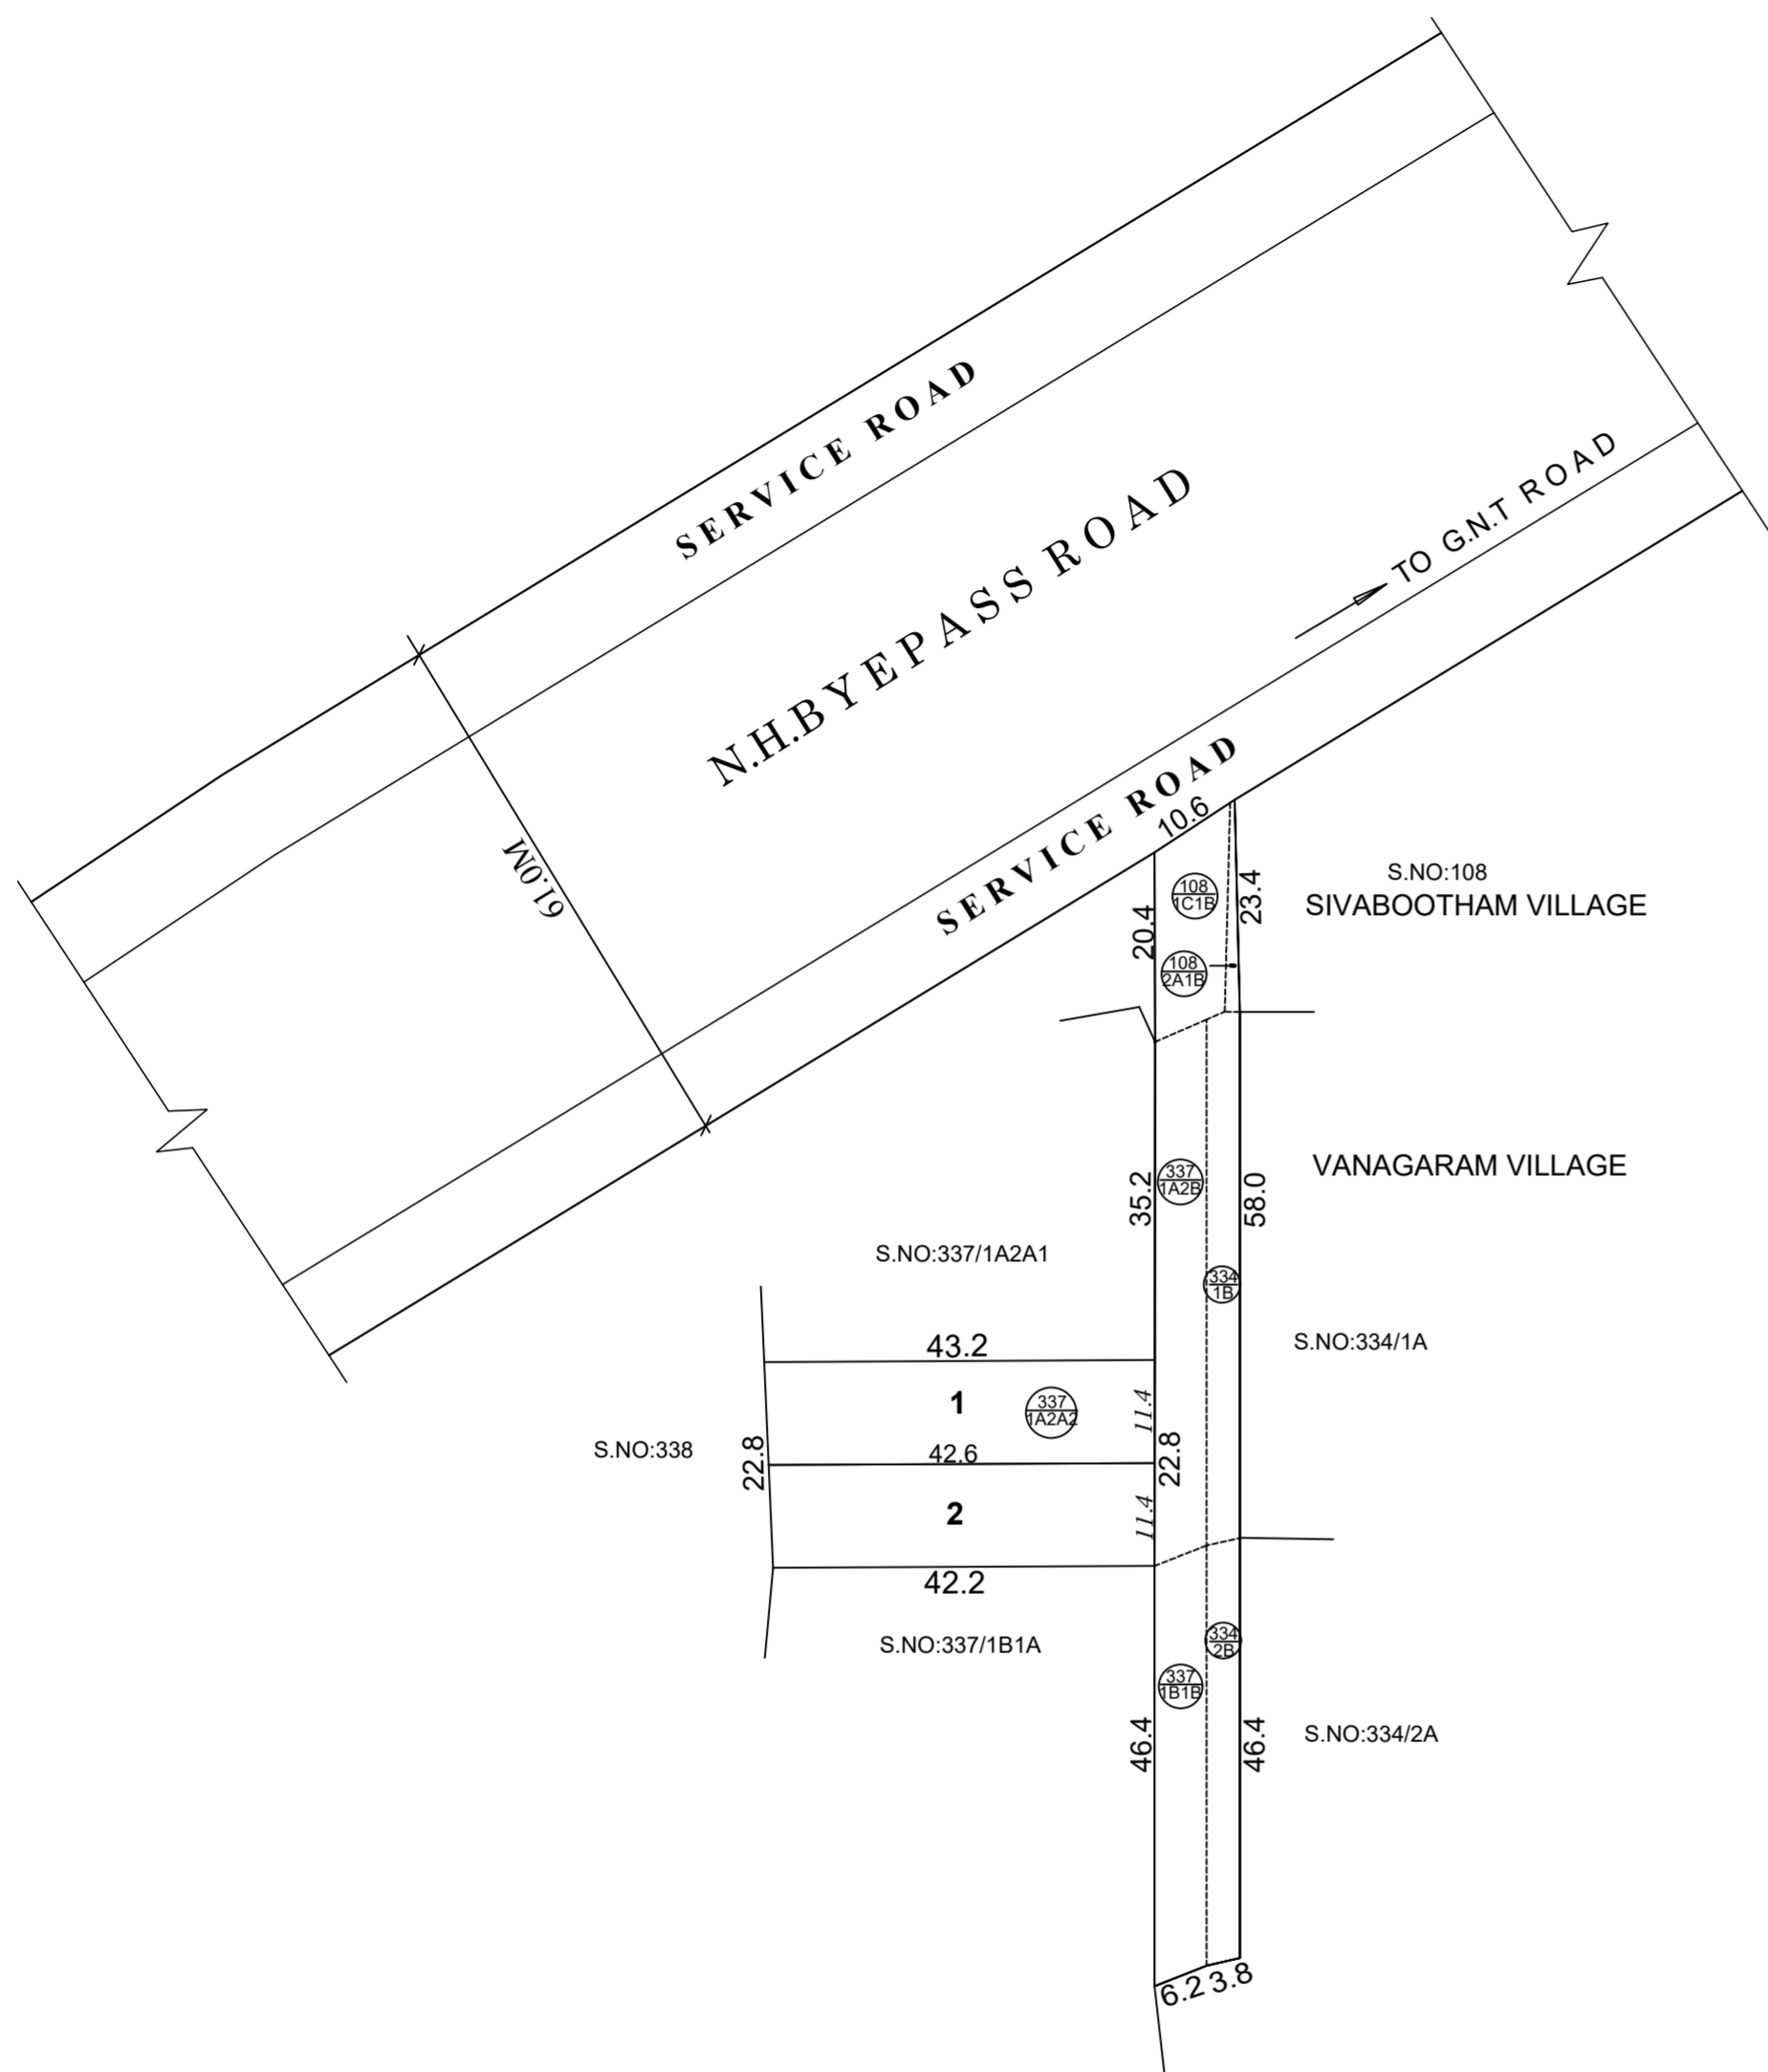 SERVICE ROAD
N.H.BYEPASS ROAD
TO G.N.T ROAD
61.0M
SERVICE ROAD
10.6
108
1C1B
20.4
23.4
S.NO:108
SIVABOOTHAM VILLAGE
108
2A1B
VANAGARAM VILLAGE
337
1A2B
35.2
58.0
S.NO:337/1A2A1
334
1B
S.NO:334/1A
43.2
1
337
1A2A2
11.4
S.NO:338
22.8
42.6
22.8
2
11.4
42.2
S.NO:337/1B1A
334
2B
337
1B1B
46.4
46.4
S.NO:334/2A
6.2
3.8